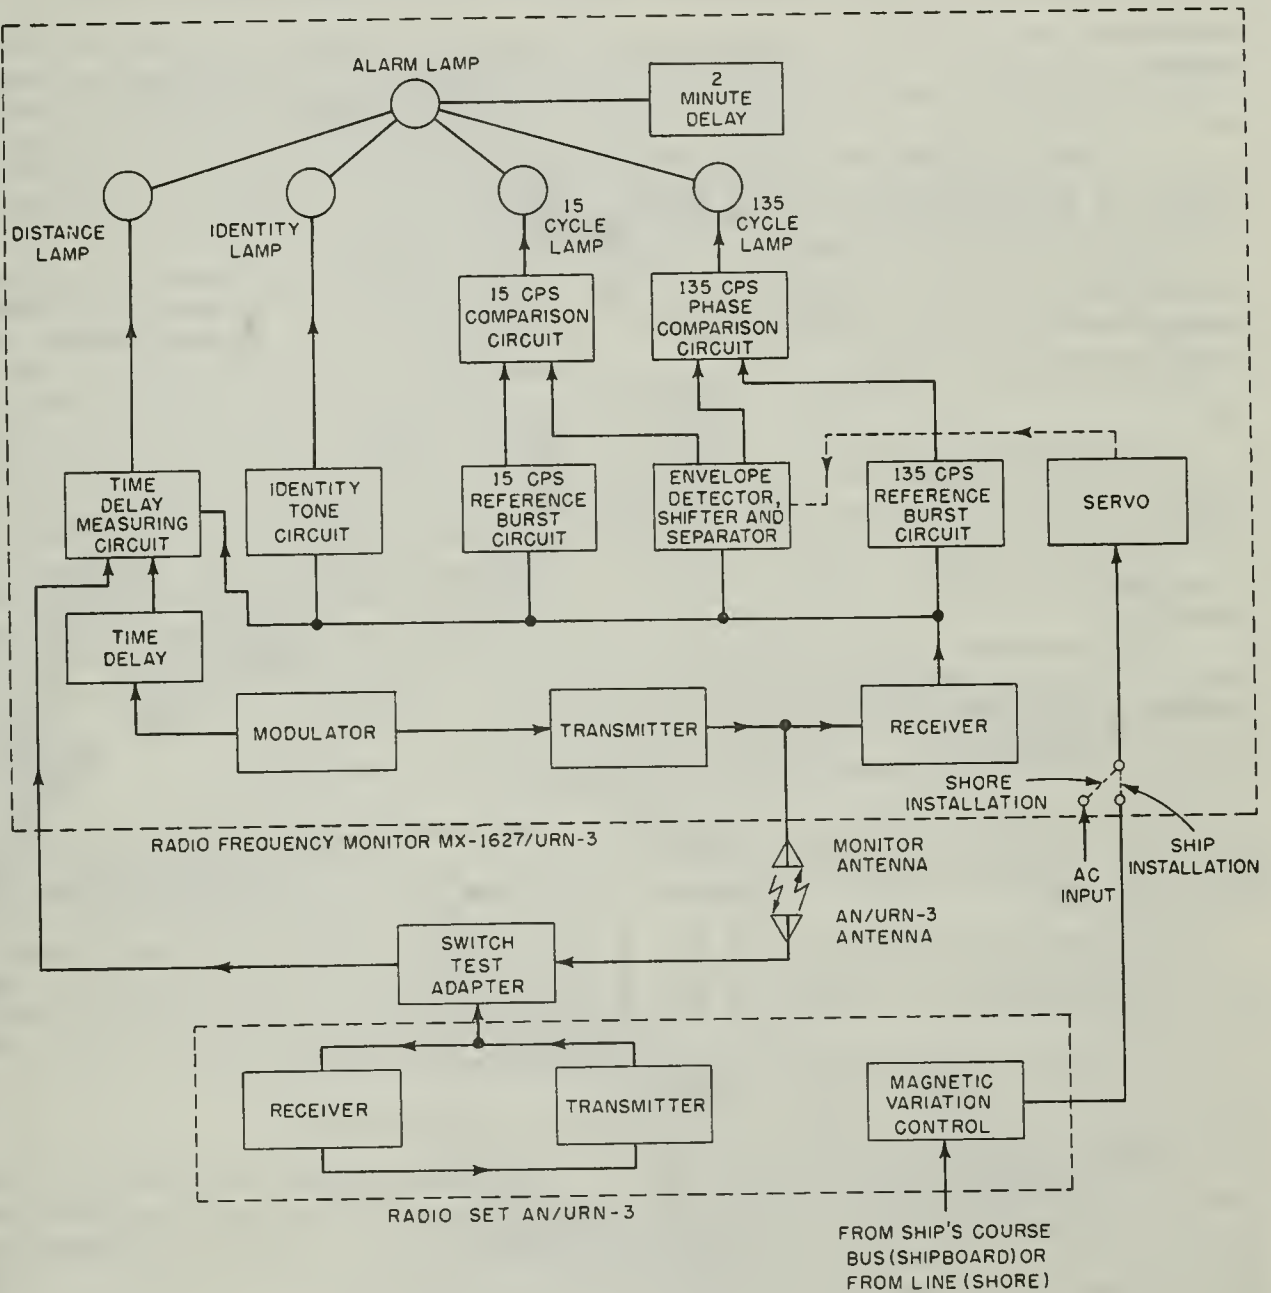 ALARM LAMP
2
MINUTE
DELAY
DISTANCE
LAMP
IDENTITY
LAMP
15
CYCLE
LAMP
135
CYCLE
LAMP
15 CPS
COMPARISON
CIRCUIT
135 CPS
PHASE
COMPARISON
CIRCUIT
TIME
DELAY
MEASURING
CIRCUIT
IDENTITY
TONE
CIRCUIT
15 CPS
REFERENCE
BURST
CIRCUIT
ENVELOPE
DETECTOR,
SHIFTER AND
SEPARATOR
135 CPS
REFERENCE
BURST
CIRCUIT
SERVO
TIME
DELAY
MODULATOR
TRANSMITTER
RECEIVER
SHORE
INSTALLATION
SHIP
INSTALLATION
AC
INPUT
RADIO FREQUENCY MONITOR MX-1627/URN-3
MONITOR
ANTENNA
AN/URN-3
ANTENNA
SWITCH
TEST
ADAPTER
RECEIVER
TRANSMITTER
MAGNETIC
VARIATION
CONTROL
RADIO SET AN/URN-3
FROM SHIP'S COURSE
BUS (SHIPBOARD) OR
FROM LINE (SHORE)